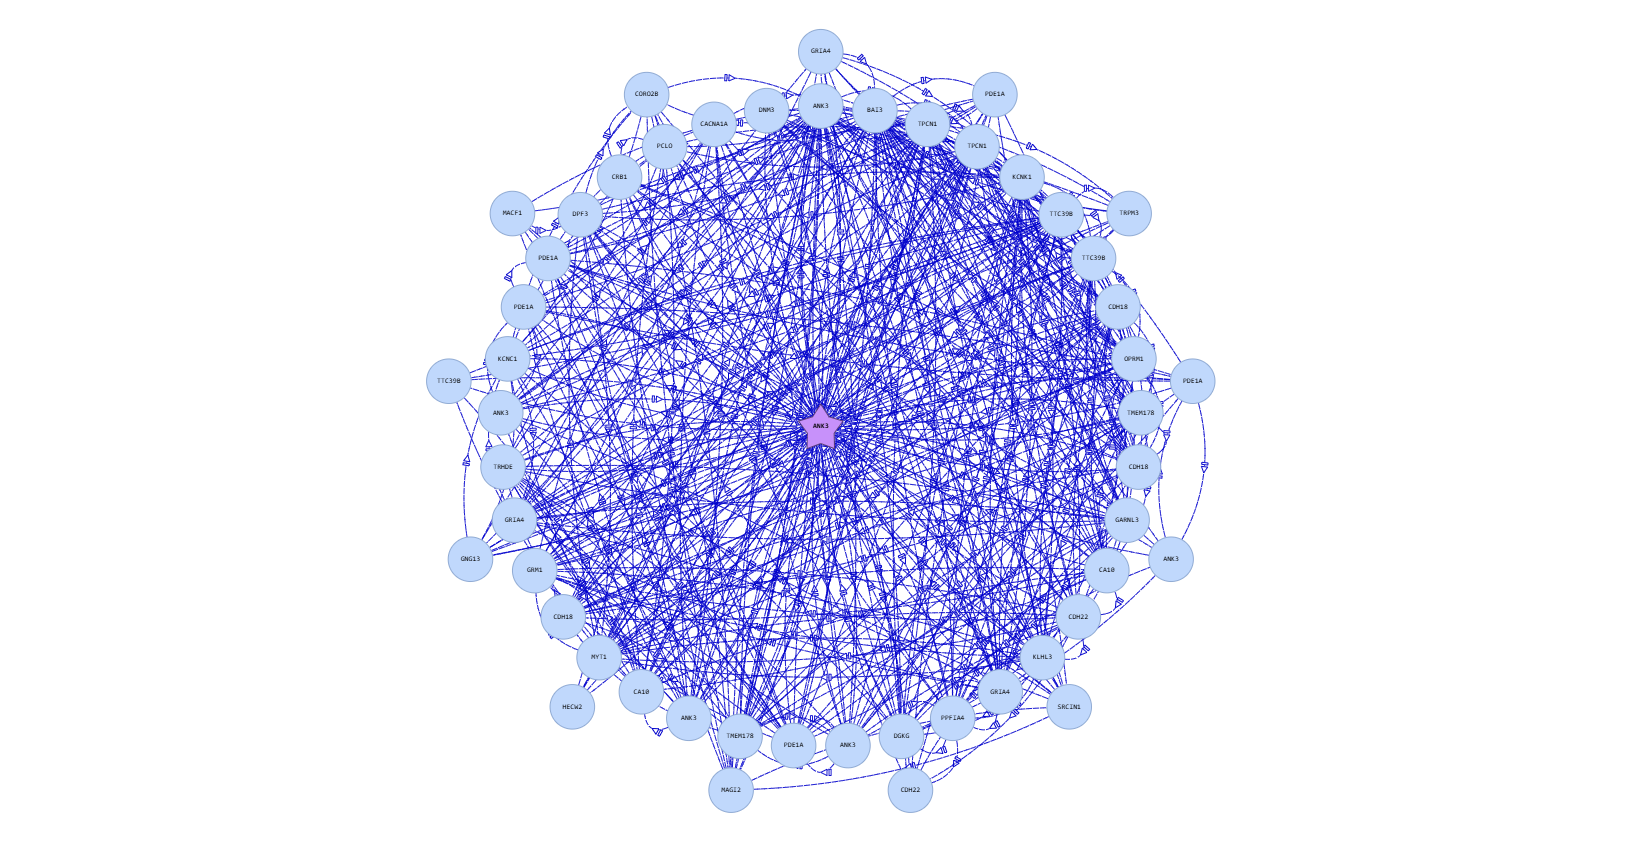 GRIA4
CORO2B
PDE1A
ANK3
DNM3
BAI3
CACNA1A
TPCN1
PCLO
TPCN1
CRB1
KCNK1
MACF1
DPF3
TTC39B
TRPM3
PDE1A
TTC39B
PDE1A
CDH18
KCNC1
OPRM1
TTC39B
PDE1A
ANK3
TMEM178
ANK3
TRHDE
CDH18
GRIA4
GARNL3
GNG13
ANK3
GRM1
CA10
CDH18
CDH22
MYT1
KLHL3
CA10
GRIA4
HECW2
SRCIN1
ANK3
PPFIA4
TMEM178
DGKG
PDE1A
ANK3
MAGI2
CDH22